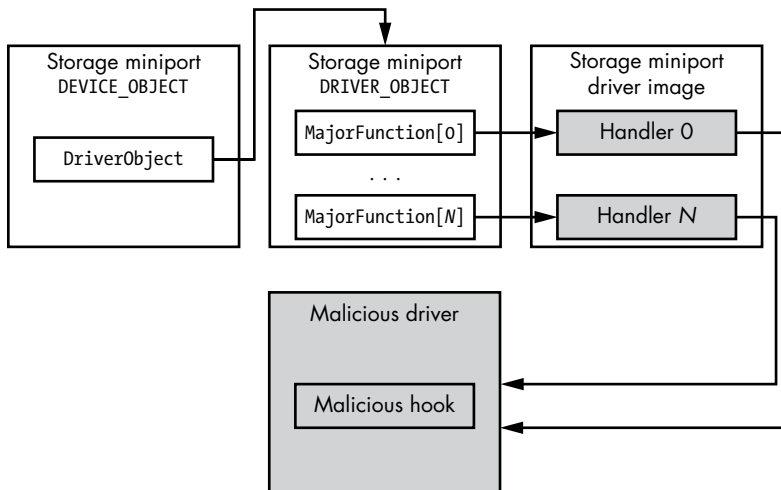 Storage miniport
DEVICE_OBJECT
DriverObject
Storage miniport
DRIVER_OBJECT
MajorFunction[0]
. . .
MajorFunction[N]
Storage miniport
driver image
Handler 0
Handler N
Malicious driver
Malicious hook